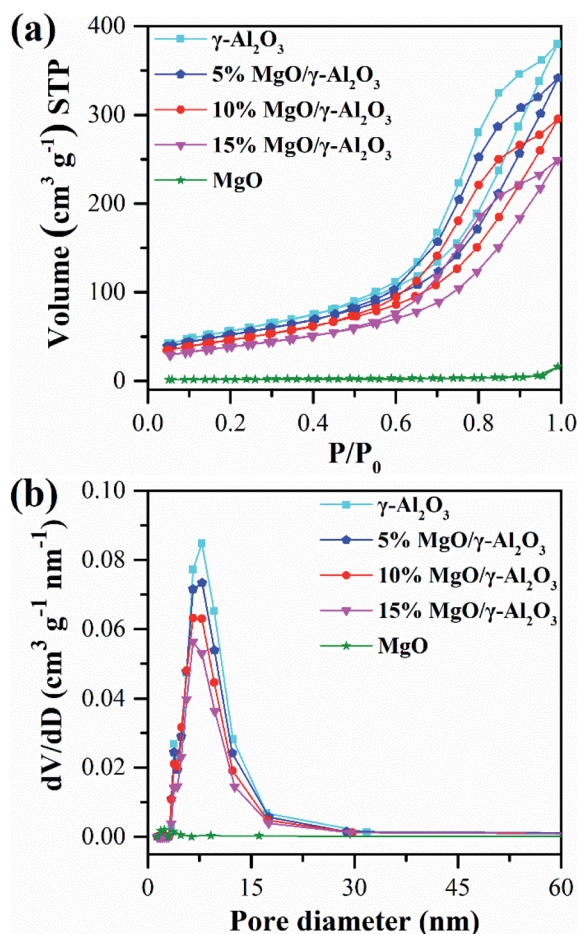 (a)
γ-Al₂O₃
5% MgO/γ-Al₂O₃
10% MgO/γ-Al₂O₃
15% MgO/γ-Al₂O₃
MgO
Volume (cm³ g⁻¹) STP
400
300
200
100
0
0.0 0.2 0.4 0.6 0.8 1.0
P/P₀
(b)
γ-Al₂O₃
5% MgO/γ-Al₂O₃
10% MgO/γ-Al₂O₃
15% MgO/γ-Al₂O₃
MgO
dV/dD (cm³ g⁻¹ nm⁻¹)
0.10
0.08
0.06
0.04
0.02
0.00
0 15 30 45 60
Pore diameter (nm)